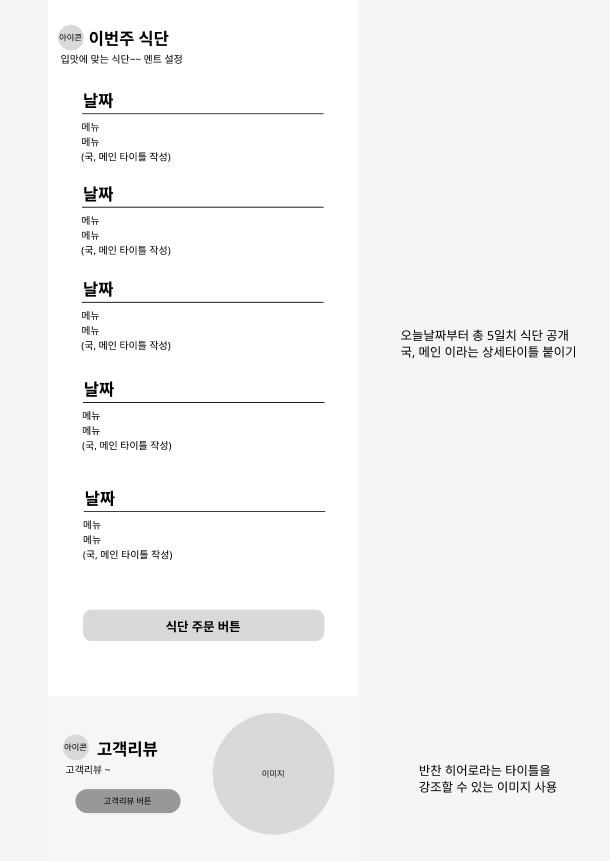 아이콘 이번주 식단
입맛에 맞는 식단~~ 멘트 설정
날짜
메뉴
메뉴
(국, 메인 타이틀 작성)
날짜
메뉴
메뉴
(국, 메인 타이틀 작성)
날짜
메뉴
메뉴
(국, 메인 타이틀 작성)
오늘날짜부터 총 5일치 식단 공개
국, 메인 이라는 상세타이틀 붙이기
날짜
메뉴
메뉴
(국, 메인 타이틀 작성)
날짜
메뉴
메뉴
(국, 메인 타이틀 작성)
식단 주문 버튼
아이콘 고객리뷰
고객리뷰 ~
고객리뷰 버튼
이미지
반찬 히어로라는 타이틀을
강조할 수 있는 이미지 사용